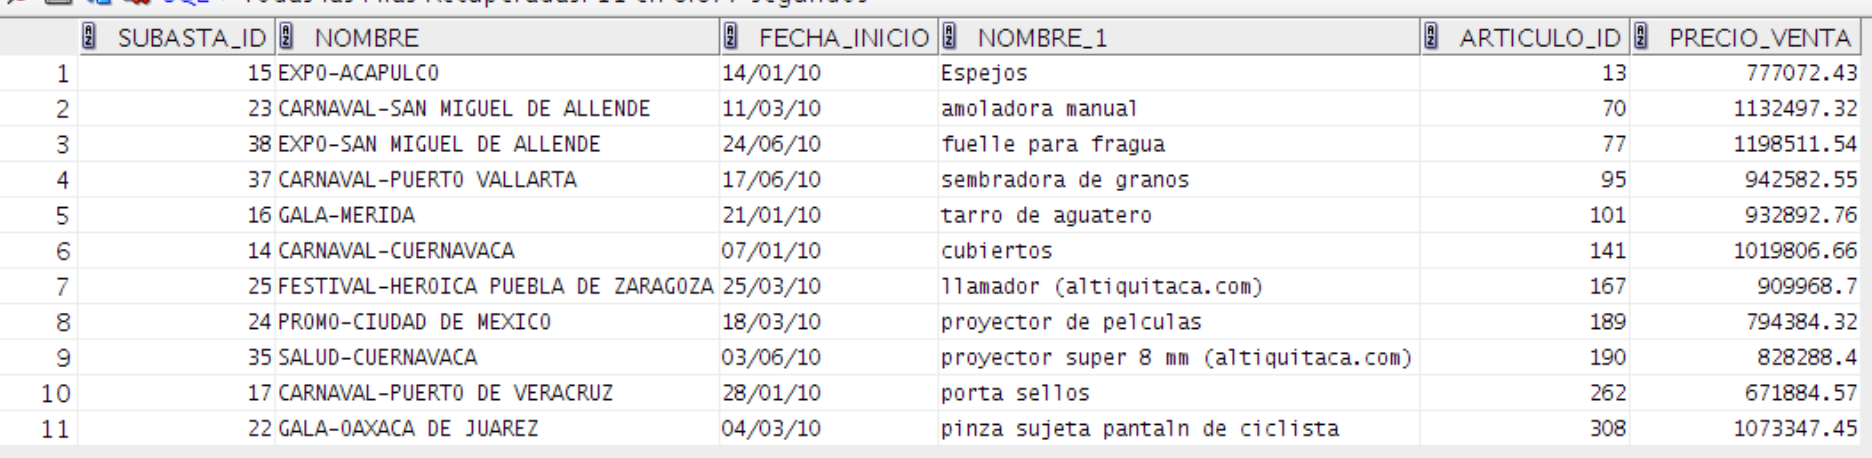 SUBASTA_ID NOMBRE FECHA_INICIO NOMBRE_1 ARTICULO_ID PRECIO_VENTA
1 15 EXPO-ACAPULCO 14/01/10 Espejos 13 777072.43
2 23 CARNAVAL-SAN MIGUEL DE ALLENDE 11/03/10 amoladora manual 70 1132497.32
3 38 EXPO-SAN MIGUEL DE ALLENDE 24/06/10 fuelle para fragua 77 1198511.54
4 37 CARNAVAL-PUERTO VALLARTA 17/06/10 sembradora de granos 95 942582.55
5 16 GALA-MERIDA 21/01/10 tarro de aguatero 101 932892.76
6 14 CARNAVAL-CUERNAVACA 07/01/10 cubiertos 141 1019806.66
7 25 FESTIVAL-HEROICA PUEBLA DE ZARAGOZA 25/03/10 llamador (altiquitaca.com) 167 909968.7
8 24 PROMO-CIUDAD DE MEXICO 18/03/10 proyector de pelculas 189 794384.32
9 35 SALUD-CUERNAVACA 03/06/10 proyector super 8 mm (altiquitaca.com) 190 828288.4
10 17 CARNAVAL-PUERTO DE VERACRUZ 28/01/10 porta sellos 262 671884.57
11 22 GALA-OAXACA DE JUAREZ 04/03/10 pinza sujeta pantaln de ciclista 308 1073347.45